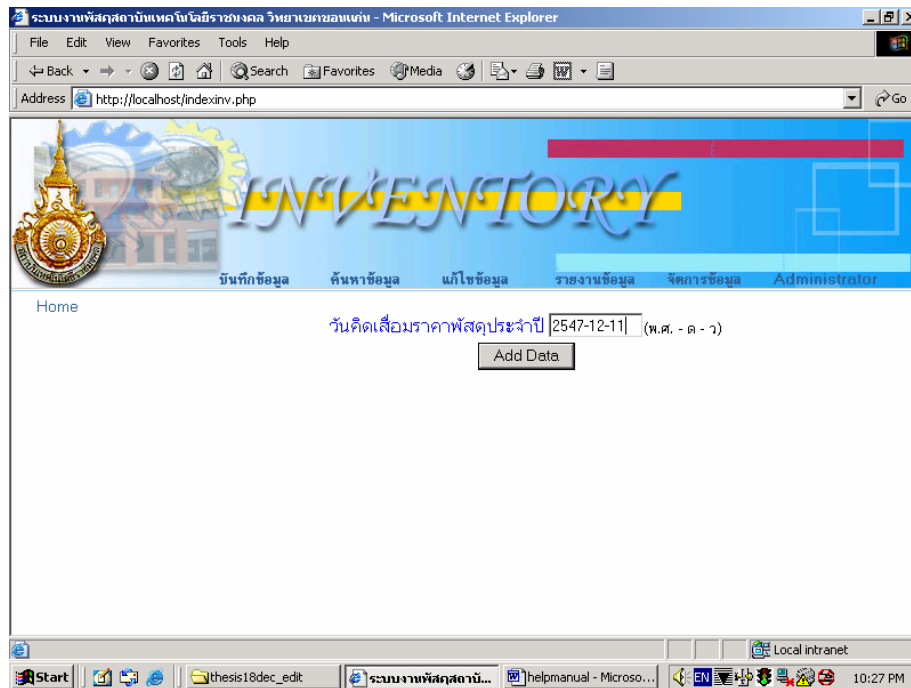 ระบบงานพัสดุสถาบันเทคโนโลยีราชมงคล วิทยาเขตขอนแก่น - Microsoft Internet Explorer
File Edit View Favorites Tools Help
Back Search Favorites Media
Address http://localhost/indexinv.php Go
INVENTORY
บันทึกข้อมูล ค้นหาข้อมูล แก้ไขข้อมูล รายงานข้อมูล จัดการข้อมูล Administrator
Home
วันคิดเสื่อมราคาพัสดุประจำปี 2547-12-11 (พ.ศ. - ด - ว)
Add Data
Local intranet
Start thesis18dec_edit ระบบงานพัสดุสถาบั... helpmanual - Microso... EN 10:27 PM